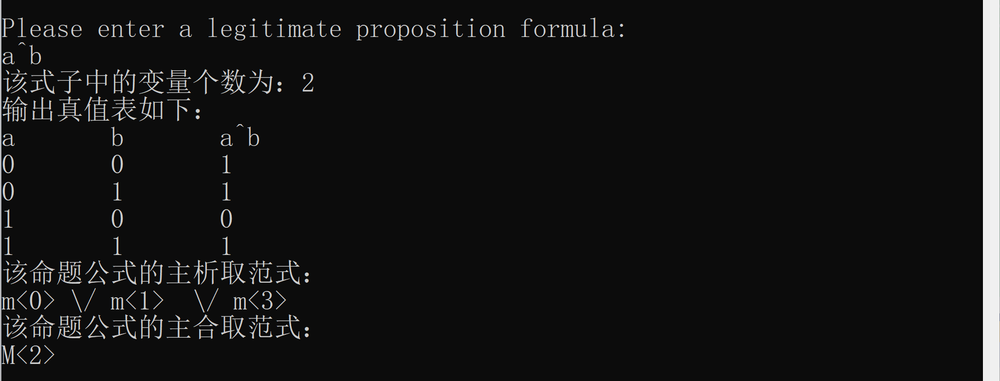 Please enter a legitimate proposition formula:
a^b
该式子中的变量个数为：2
输出真值表如下：
a b a^b
0 0 1
0 1 1
1 0 0
1 1 1
该命题公式的主析取范式：
m<0> \/ m<1>  \/ m<3>
该命题公式的主合取范式：
M<2>